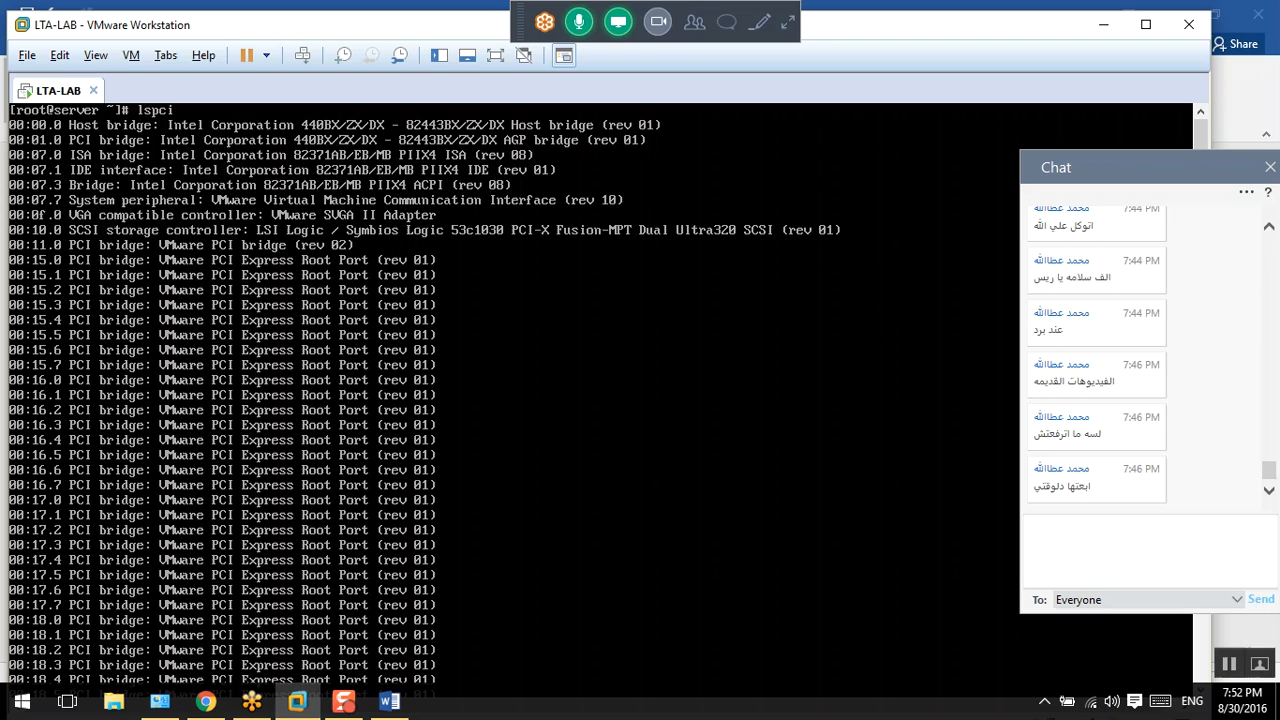 LTA-LAB - VMware Workstation
Share
File Edit View VM Tabs Help
LTA-LAB
[root@server ~]# lspci
00:00.0 Host bridge: Intel Corporation 440BX/ZX/DX - 82443BX/ZX/DX Host bridge (rev 01)
00:01.0 PCI bridge: Intel Corporation 440BX/ZX/DX - 82443BX/ZX/DX AGP bridge (rev 01)
00:07.0 ISA bridge: Intel Corporation 82371AB/EB/MB PIIX4 ISA (rev 08)
00:07.1 IDE interface: Intel Corporation 82371AB/EB/MB PIIX4 IDE (rev 01)
00:07.3 Bridge: Intel Corporation 82371AB/EB/MB PIIX4 ACPI (rev 08)
00:07.7 System peripheral: VMware Virtual Machine Communication Interface (rev 10)
00:0f.0 VGA compatible controller: VMware SVGA II Adapter
00:10.0 SCSI storage controller: LSI Logic / Symbios Logic 53c1030 PCI-X Fusion-MPT Dual Ultra320 SCSI (rev 01)
00:11.0 PCI bridge: VMware PCI bridge (rev 02)
00:15.0 PCI bridge: VMware PCI Express Root Port (rev 01)
00:15.1 PCI bridge: VMware PCI Express Root Port (rev 01)
00:15.2 PCI bridge: VMware PCI Express Root Port (rev 01)
00:15.3 PCI bridge: VMware PCI Express Root Port (rev 01)
00:15.4 PCI bridge: VMware PCI Express Root Port (rev 01)
00:15.5 PCI bridge: VMware PCI Express Root Port (rev 01)
00:15.6 PCI bridge: VMware PCI Express Root Port (rev 01)
00:15.7 PCI bridge: VMware PCI Express Root Port (rev 01)
00:16.0 PCI bridge: VMware PCI Express Root Port (rev 01)
00:16.1 PCI bridge: VMware PCI Express Root Port (rev 01)
00:16.2 PCI bridge: VMware PCI Express Root Port (rev 01)
00:16.3 PCI bridge: VMware PCI Express Root Port (rev 01)
00:16.4 PCI bridge: VMware PCI Express Root Port (rev 01)
00:16.5 PCI bridge: VMware PCI Express Root Port (rev 01)
00:16.6 PCI bridge: VMware PCI Express Root Port (rev 01)
00:16.7 PCI bridge: VMware PCI Express Root Port (rev 01)
00:17.0 PCI bridge: VMware PCI Express Root Port (rev 01)
00:17.1 PCI bridge: VMware PCI Express Root Port (rev 01)
00:17.2 PCI bridge: VMware PCI Express Root Port (rev 01)
00:17.3 PCI bridge: VMware PCI Express Root Port (rev 01)
00:17.4 PCI bridge: VMware PCI Express Root Port (rev 01)
00:17.5 PCI bridge: VMware PCI Express Root Port (rev 01)
00:17.6 PCI bridge: VMware PCI Express Root Port (rev 01)
00:17.7 PCI bridge: VMware PCI Express Root Port (rev 01)
00:18.0 PCI bridge: VMware PCI Express Root Port (rev 01)
00:18.1 PCI bridge: VMware PCI Express Root Port (rev 01)
00:18.2 PCI bridge: VMware PCI Express Root Port (rev 01)
00:18.3 PCI bridge: VMware PCI Express Root Port (rev 01)
00:18.4 PCI bridge: VMware PCI Express Root Port (rev 01)
Chat
محمد عطاالله 7:44 PM
اتوكل علي الله
محمد عطاالله 7:44 PM
الف سلامه يا ريس
محمد عطاالله 7:44 PM
عند برد
محمد عطاالله 7:46 PM
الفيديوهات القديمه
محمد عطاالله 7:46 PM
لسه ما اترفعتش
محمد عطاالله 7:46 PM
ابعتها دلوقتي
To: Everyone Send
ENG
7:52 PM
8/30/2016